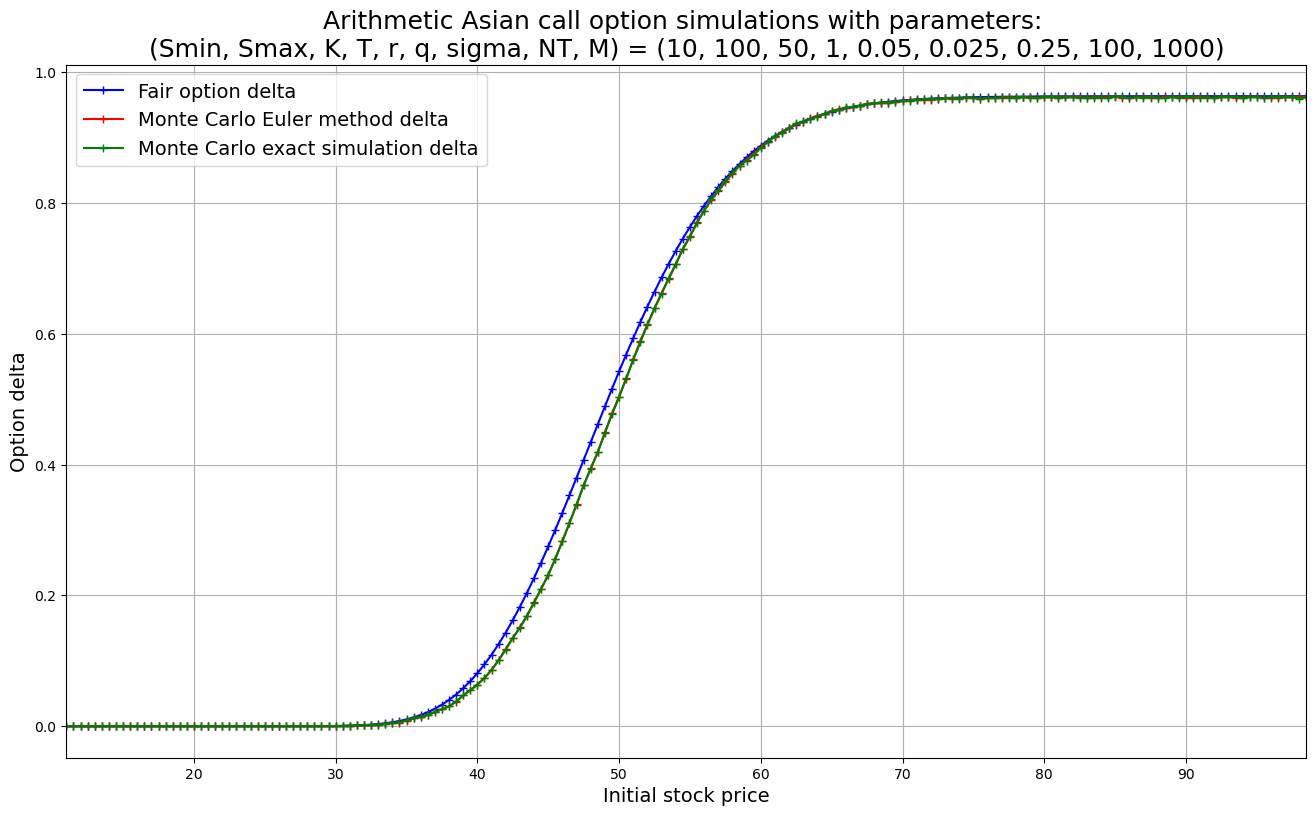 Arithmetic Asian call option simulations with parameters:
(Smin, Smax, K, T, r, q, sigma, NT, M) = (10, 100, 50, 1, 0.05, 0.025, 0.25, 100, 1000)
Fair option delta
Monte Carlo Euler method delta
Monte Carlo exact simulation delta
1.0
0.8
0.6
0.4
0.2
0.0
Option delta
20 30 40 50 60 70 80 90
Initial stock price